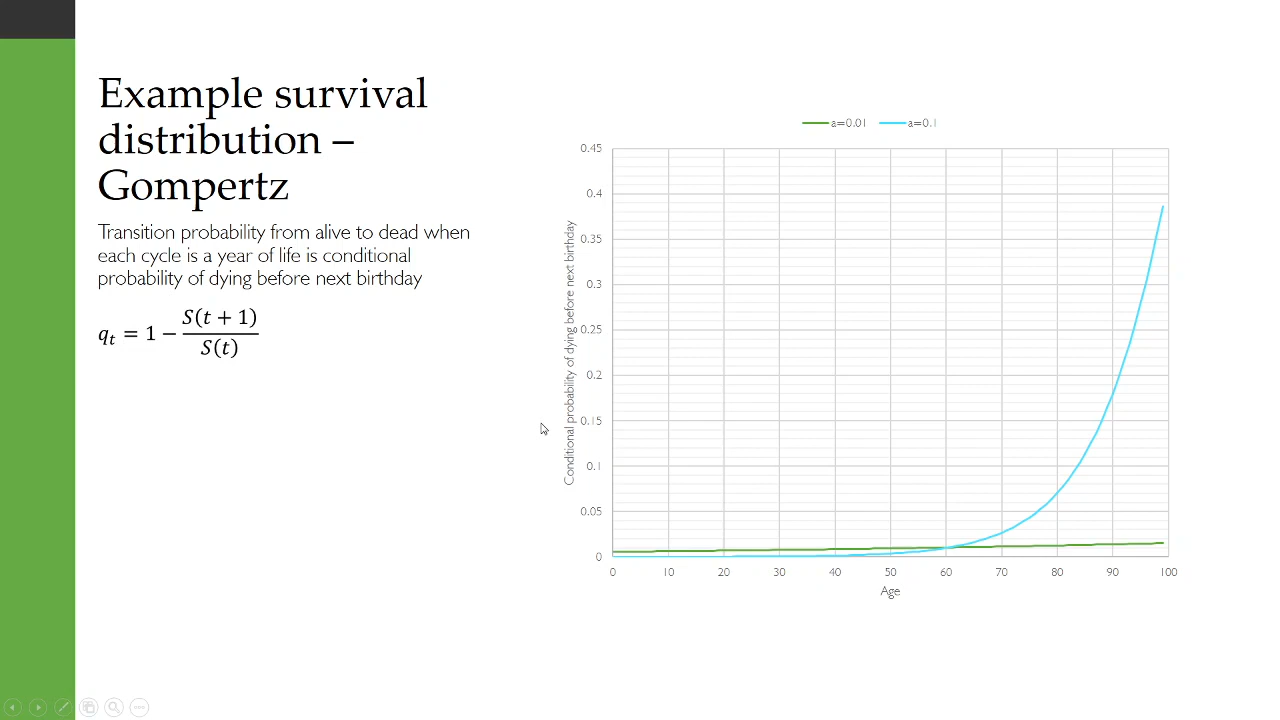 Example survival
distribution –
Gompertz
Transition probability from alive to dead when
each cycle is a year of life is conditional
probability of dying before next birthday
q_t = 1 − S(t + 1) / S(t)
a=0.01 a=0.1
Conditional probability of dying before next birthday
0.45
0.4
0.35
0.3
0.25
0.2
0.15
0.1
0.05
0
0 10 20 30 40 50 60 70 80 90 100
Age